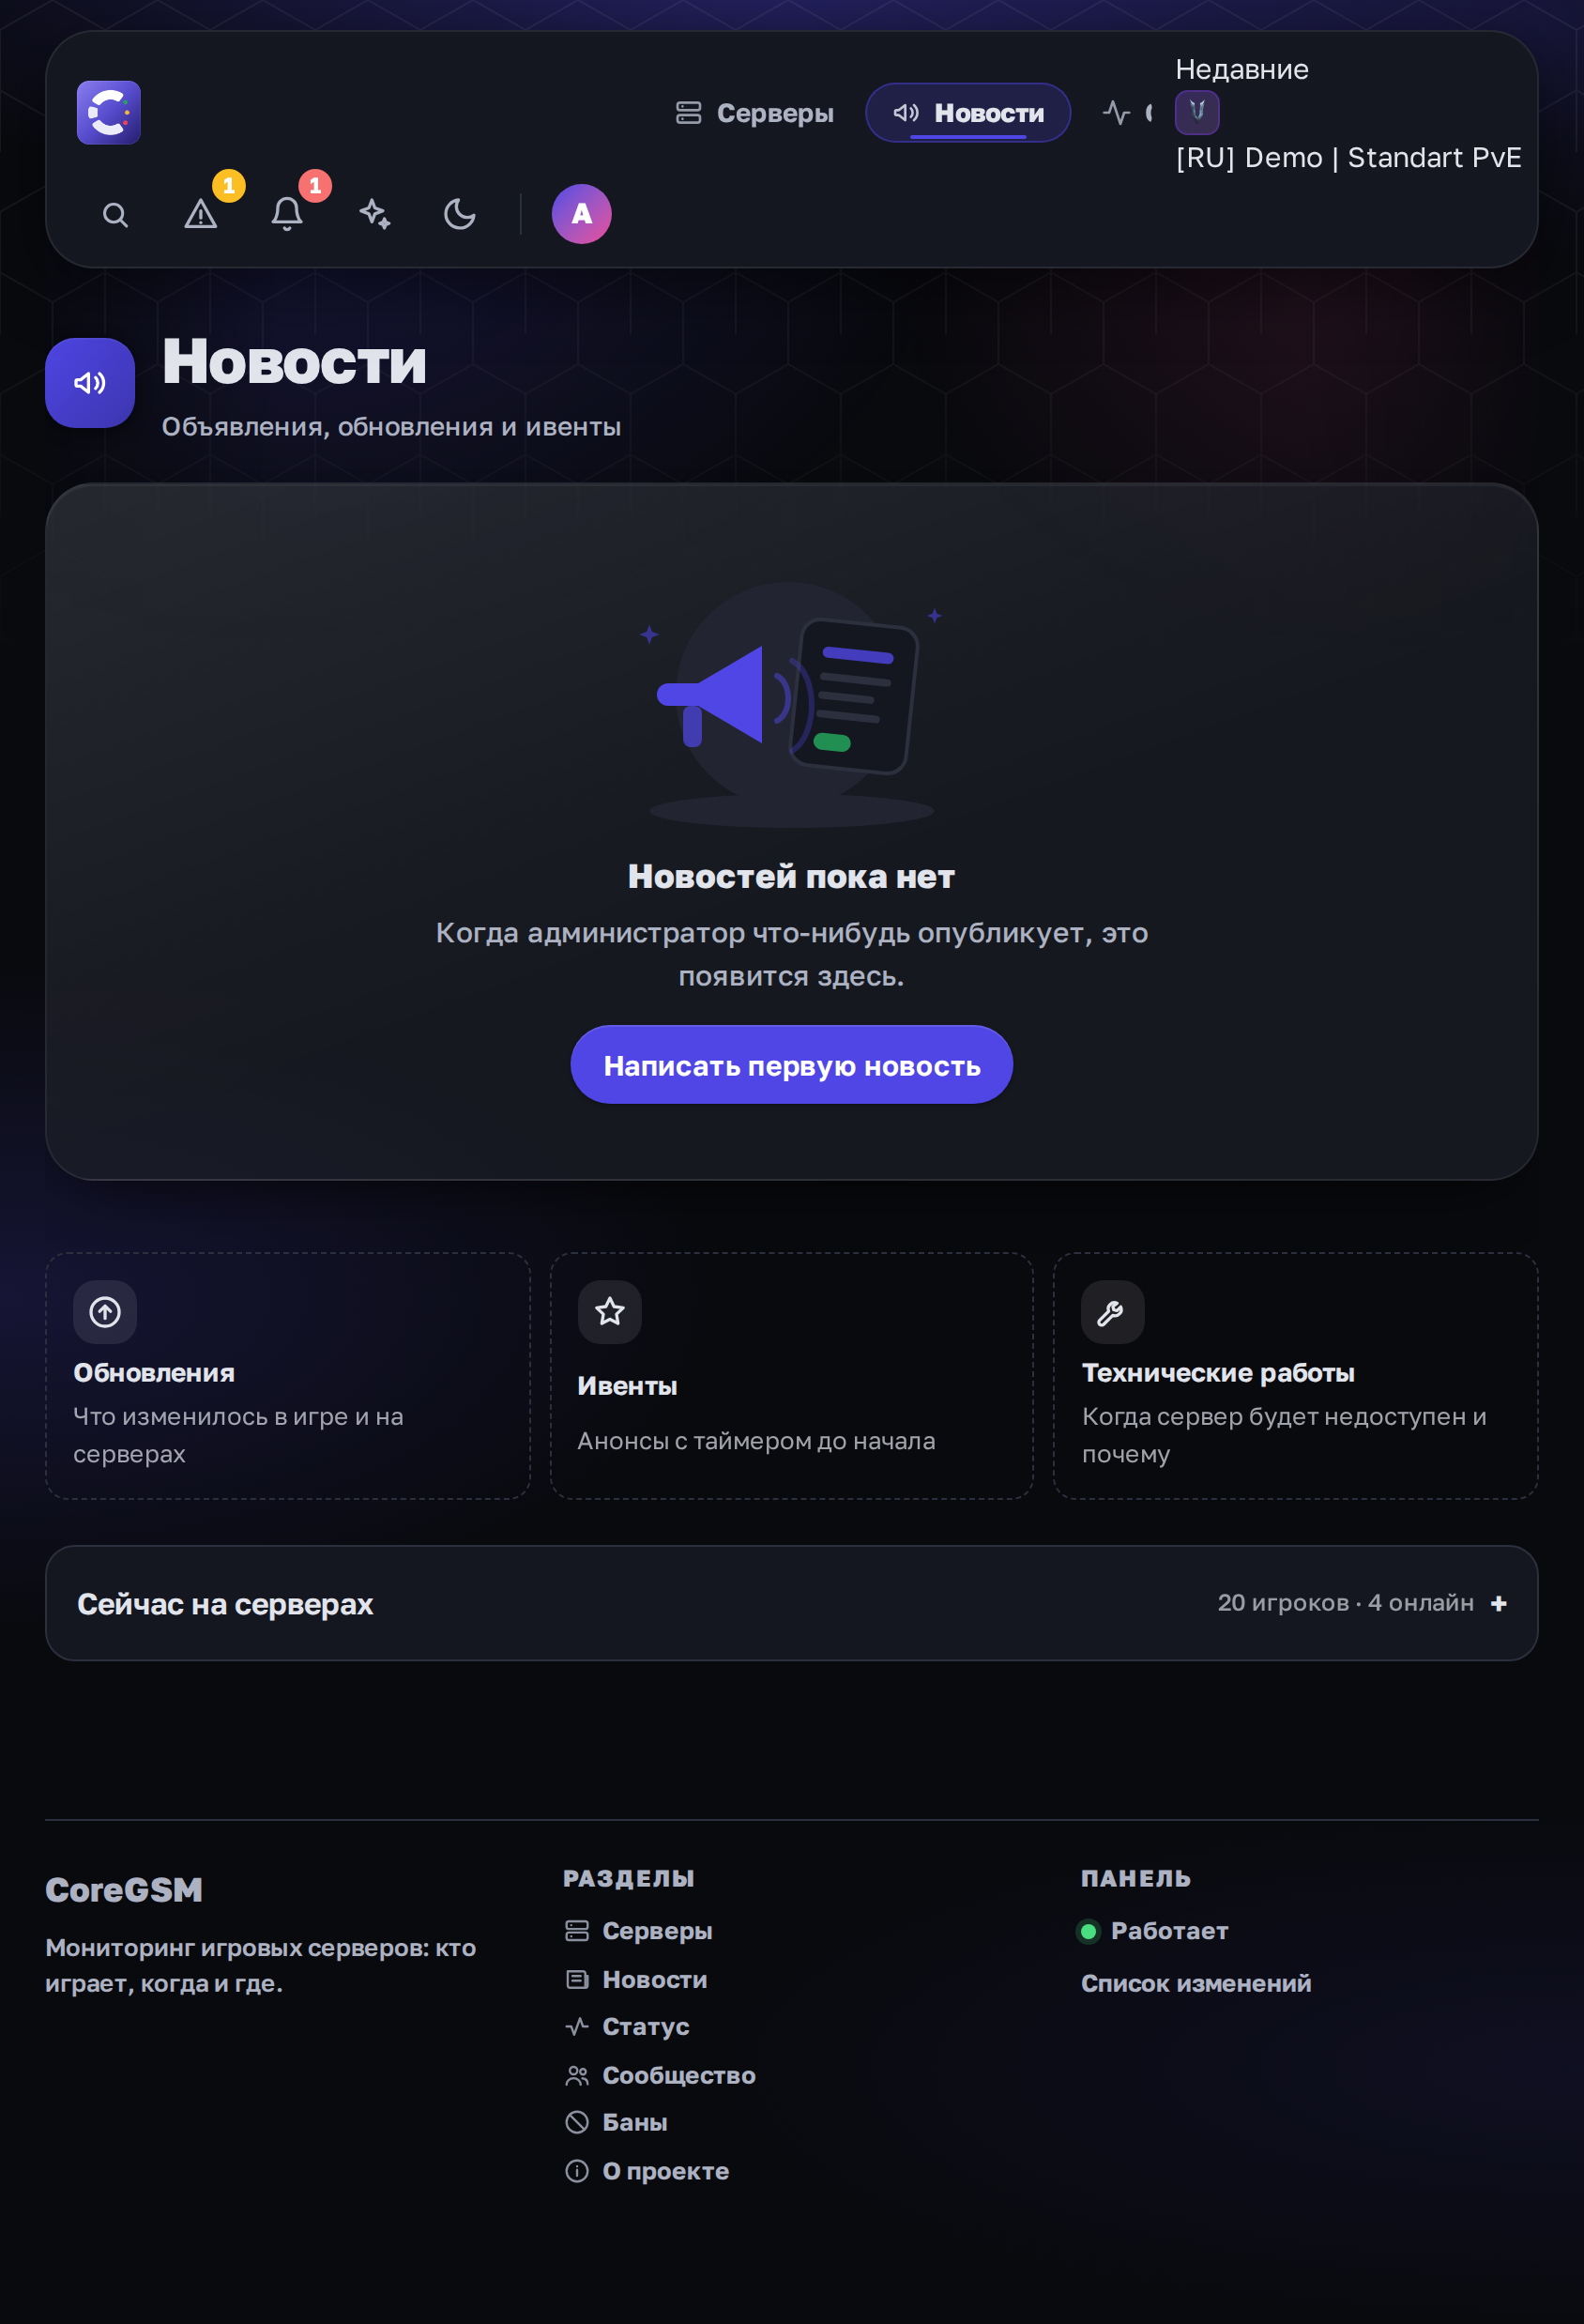 Серверы
Новости
Недавние
[RU] Demo | Standart PvE
1
1
A
Новости
Объявления, обновления и ивенты
Новостей пока нет
Когда администратор что-нибудь опубликует, это
появится здесь.
Написать первую новость
Обновления
Что изменилось в игре и на
серверах
Ивенты
Анонсы с таймером до начала
Технические работы
Когда сервер будет недоступен и
почему
Сейчас на серверах
20 игроков · 4 онлайн +
CoreGSM
Мониторинг игровых серверов: кто
играет, когда и где.
РАЗДЕЛЫ
Серверы
Новости
Статус
Сообщество
Баны
О проекте
ПАНЕЛЬ
Работает
Список изменений